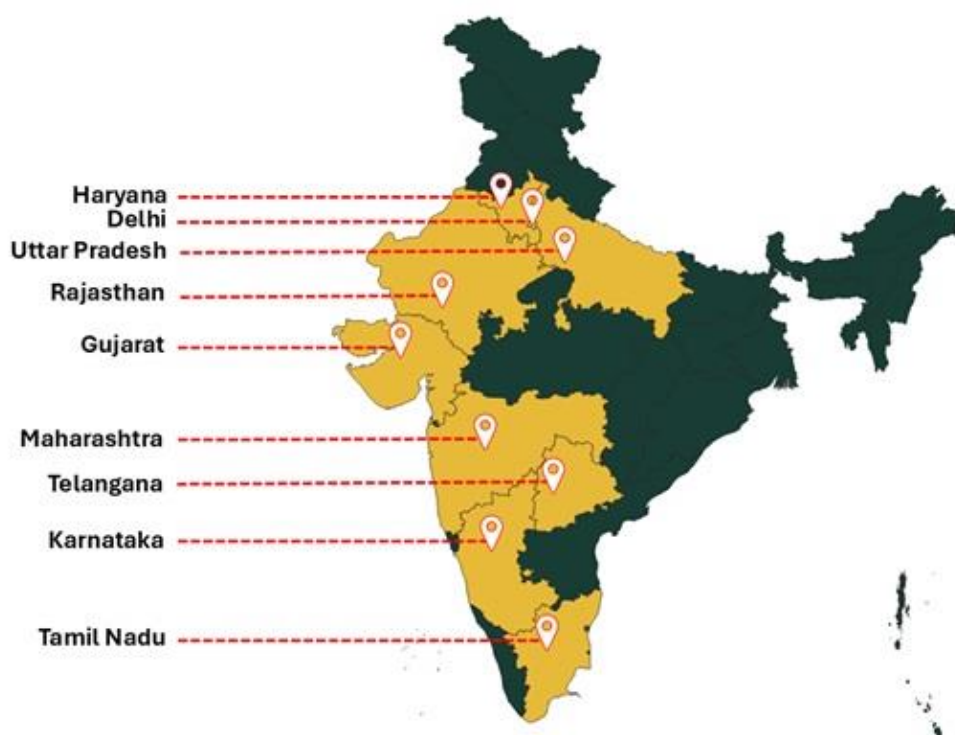 Haryana
Delhi
Uttar Pradesh
Rajasthan
Gujarat
Maharashtra
Telangana
Karnataka
Tamil Nadu